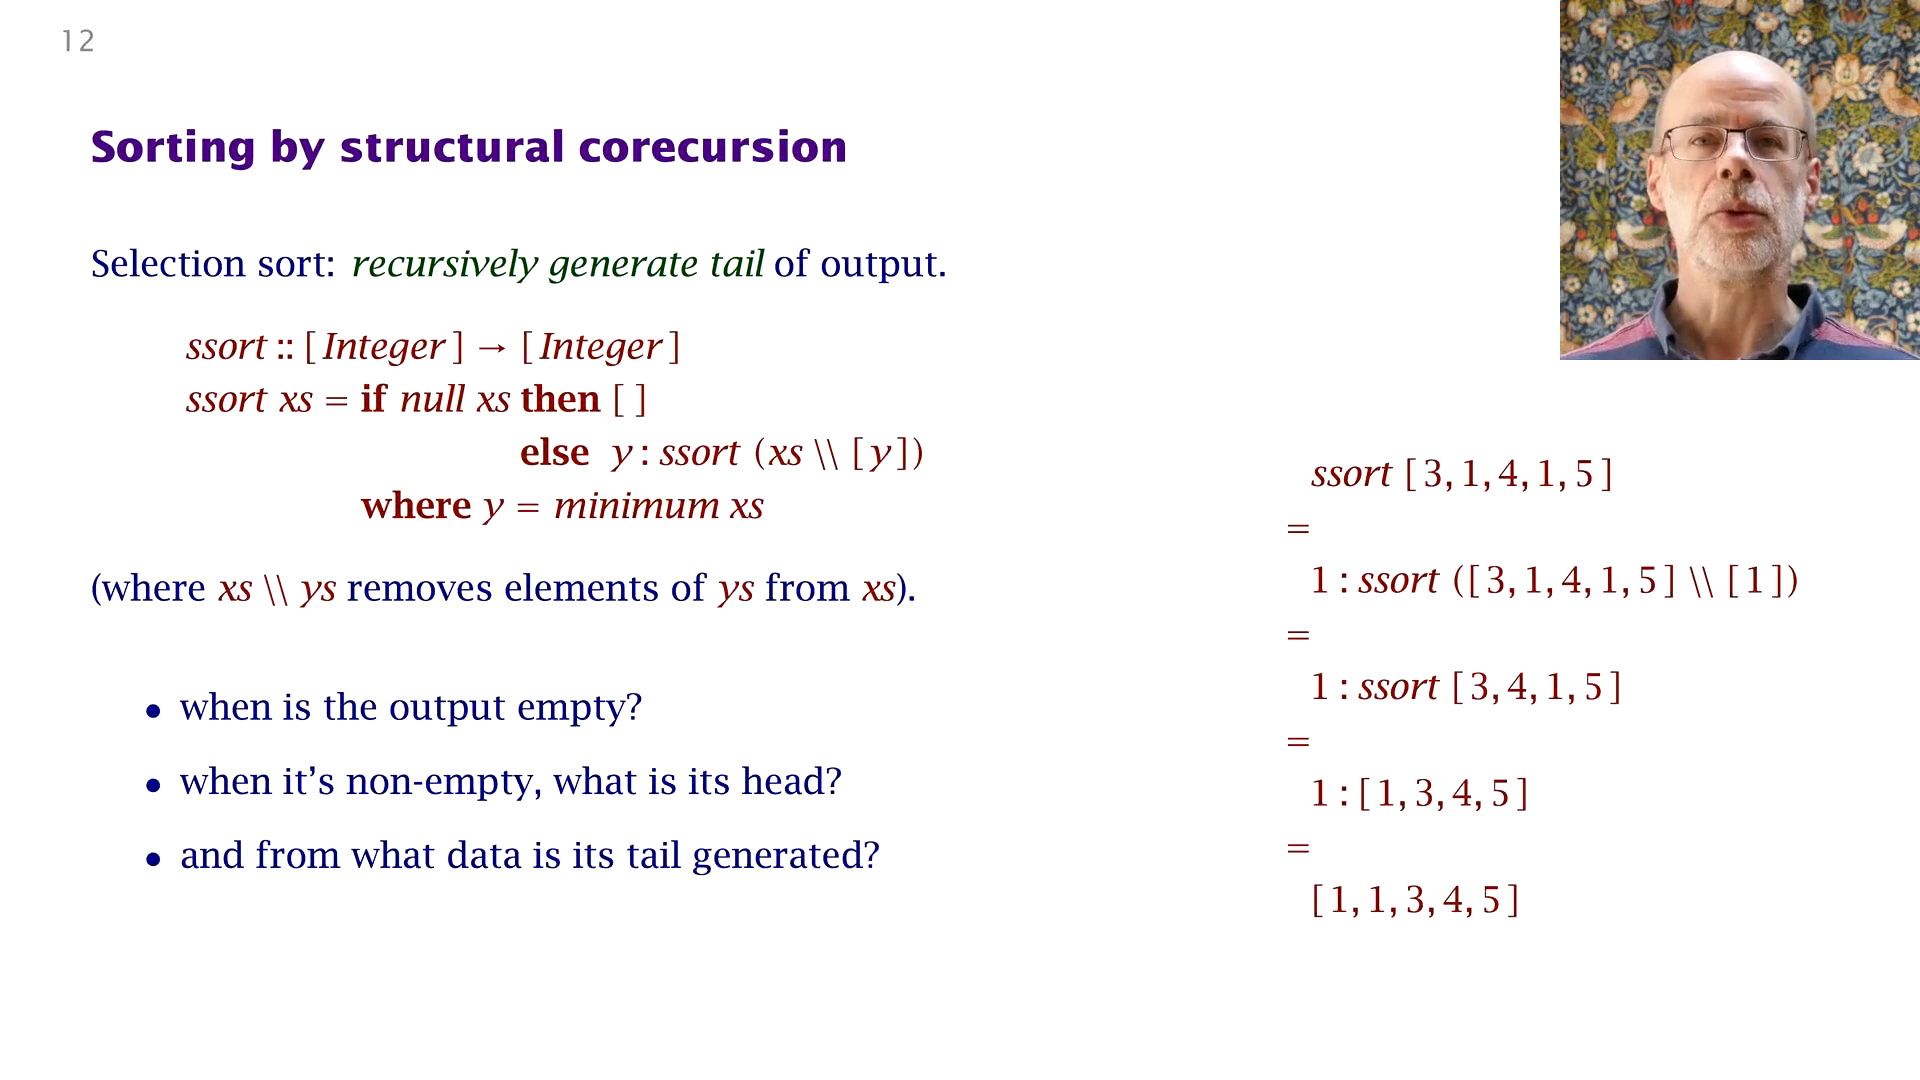 12
Sorting by structural corecursion
Selection sort: recursively generate tail of output.
ssort :: [Integer] → [Integer]
ssort xs = if null xs then [ ]
else y : ssort (xs \\ [y])
where y = minimum xs
(where xs \\ ys removes elements of ys from xs).
• when is the output empty?
• when it’s non-empty, what is its head?
• and from what data is its tail generated?
ssort [3, 1, 4, 1, 5]
=
1 : ssort ([3, 1, 4, 1, 5] \\ [1])
=
1 : ssort [3, 4, 1, 5]
=
1 : [1, 3, 4, 5]
=
[1, 1, 3, 4, 5]